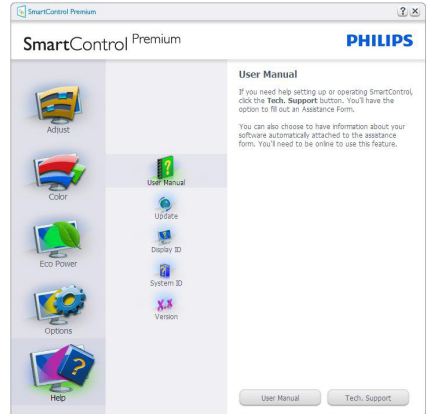 SmartControl Premium
SmartControl Premium
PHILIPS
Adjust
Color
Eco Power
Options
Help
User Manual
Update
Display ID
System ID
X.X
Version
User Manual
If you need help setting up or operating SmartControl,
click the Tech. Support button. You'll have the
option to fill out an Assistance Form.
You can also choose to have information about your
software automatically attached to the assistance
form. You'll need to be online to use this feature.
User Manual
Tech. Support